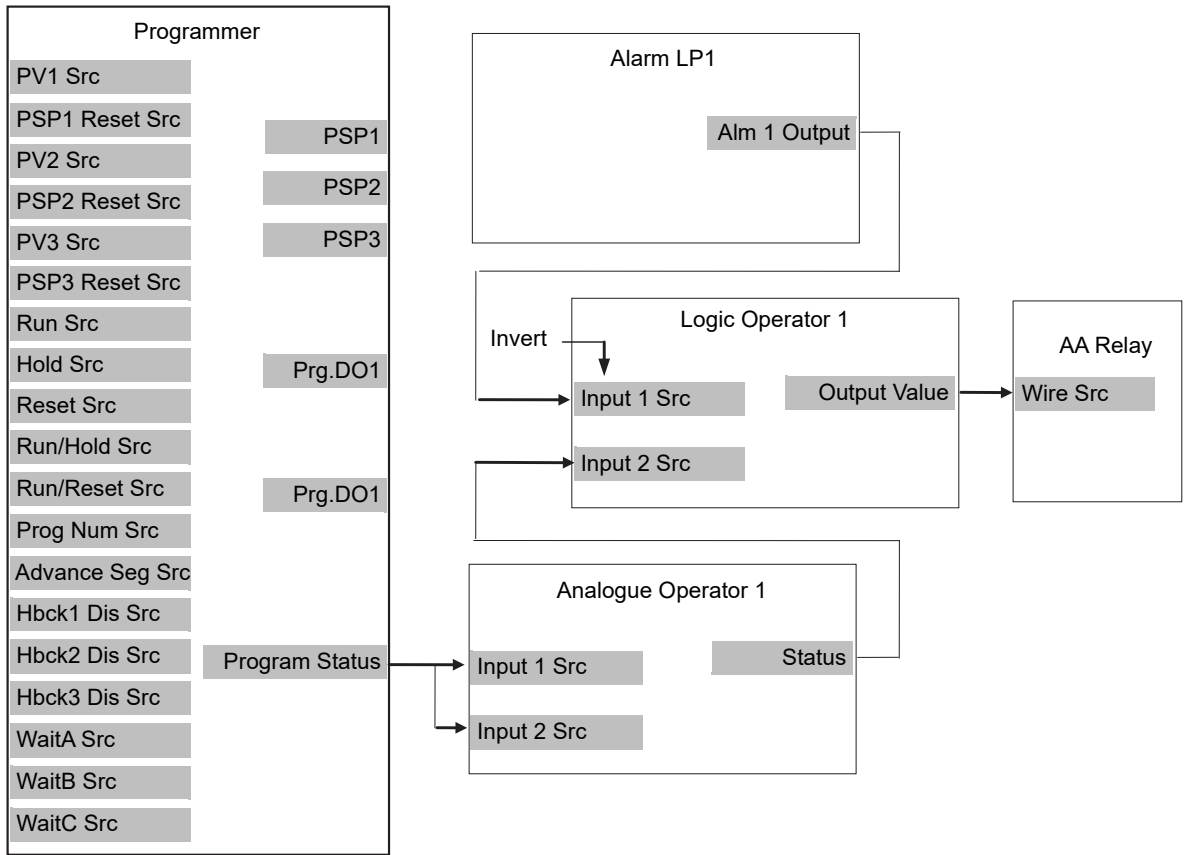 Programmer
PV1 Src
PSP1 Reset Src
PV2 Src
PSP2 Reset Src
PV3 Src
PSP3 Reset Src
Run Src
Hold Src
Reset Src
Run/Hold Src
Run/Reset Src
Prog Num Src
Advance Seg Src
Hbck1 Dis Src
Hbck2 Dis Src
Hbck3 Dis Src
WaitA Src
WaitB Src
WaitC Src
PSP1
PSP2
PSP3
Prg.DO1
Prg.DO1
Program Status
Alarm LP1
Alm 1 Output
Invert
Logic Operator 1
Input 1 Src
Input 2 Src
Output Value
AA Relay
Wire Src
Analogue Operator 1
Input 1 Src
Input 2 Src
Status